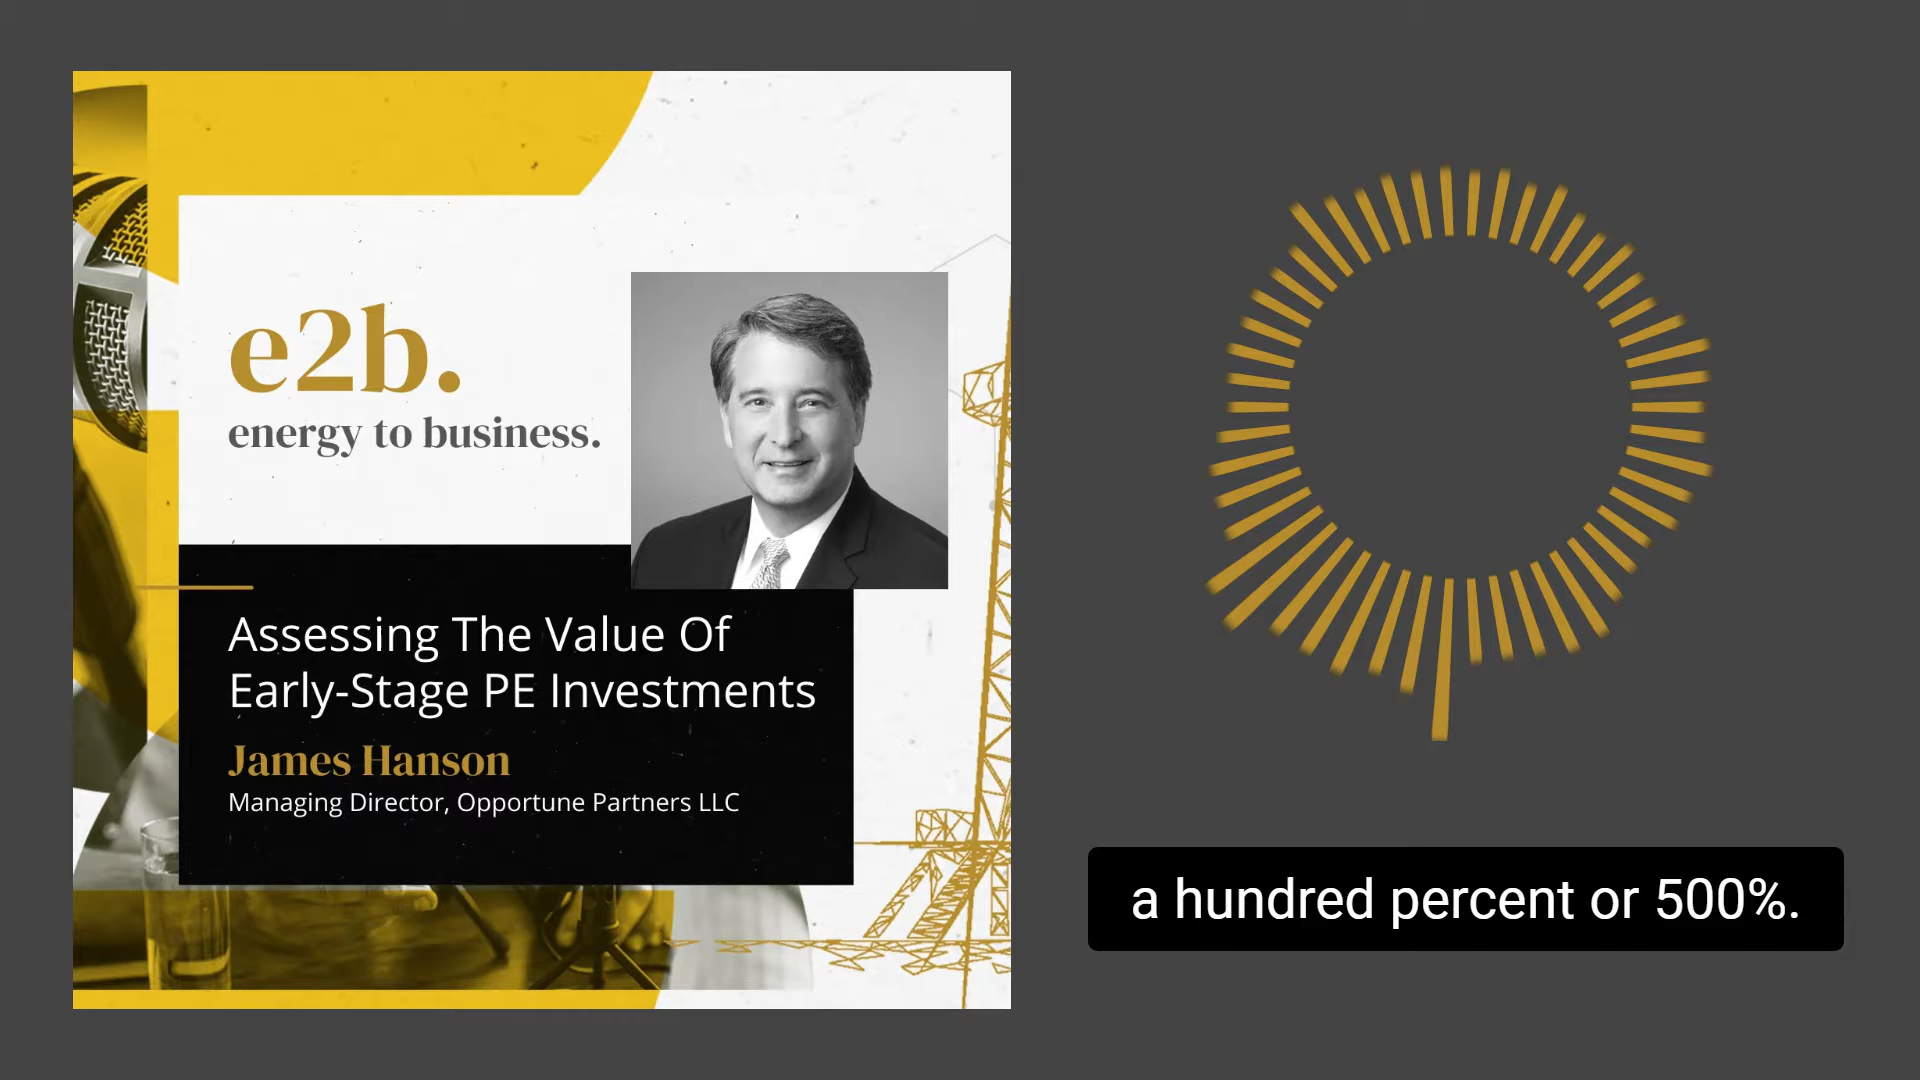 e2b.
energy to business.
Assessing The Value Of
Early-Stage PE Investments
James Hanson
Managing Director, Opportune Partners LLC
a hundred percent or 500%.